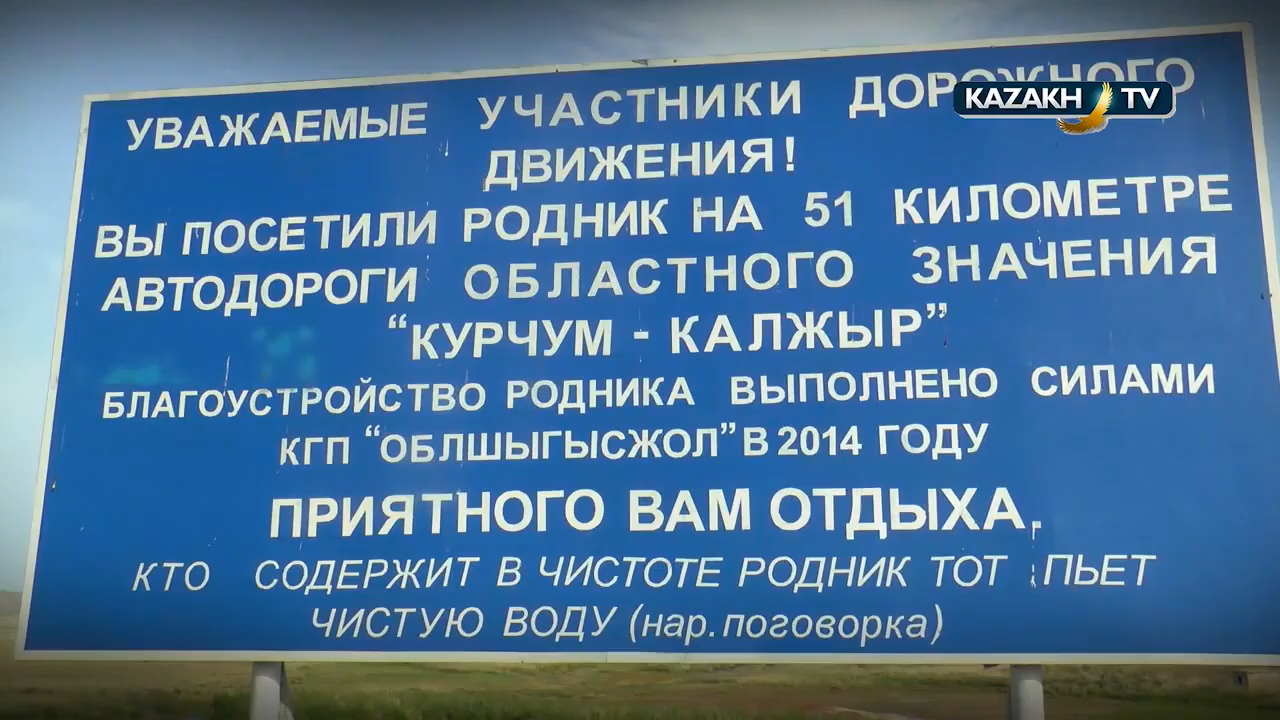 KAZAKH TV
УВАЖАЕМЫЕ УЧАСТНИКИ ДОРОЖНОГО
ДВИЖЕНИЯ!
ВЫ ПОСЕТИЛИ РОДНИК НА 51 КИЛОМЕТРЕ
АВТОДОРОГИ ОБЛАСТНОГО ЗНАЧЕНИЯ
“КУРЧУМ - КАЛЖЫР”
БЛАГОУСТРОЙСТВО РОДНИКА ВЫПОЛНЕНО СИЛАМИ
КГП “ОБЛШЫГЫСЖОЛ” В 2014 ГОДУ
ПРИЯТНОГО ВАМ ОТДЫХА.
КТО СОДЕРЖИТ В ЧИСТОТЕ РОДНИК ТОТ ПЬЕТ
ЧИСТУЮ ВОДУ (нар. поговорка)